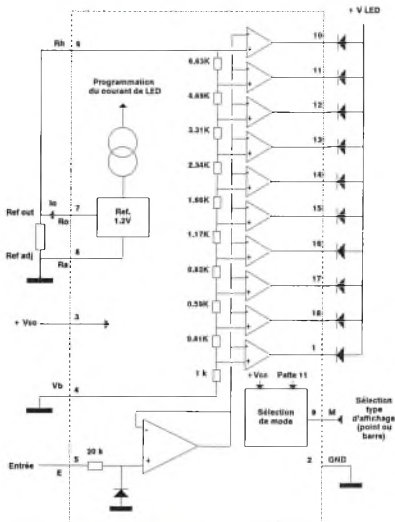 + V LED
Rh 6
10
6.63K
Programmation
du courant de LED
11
4.69K
12
3.31K
13
2.34K
14
Io
Ref out 7
Ro
Ref.
1.2V
1.66K
15
1.17K
16
Ref adj 8
Ra
0.83K
17
0.59K
18
+ Vcc 3
0.41K
1
1 k
Vb 4
+Vcc Patte 11
Sélection
de mode
9 M
Sélection
type
d'affichage
(point ou
barre)
20 k
Entrée 5
E
2 GND